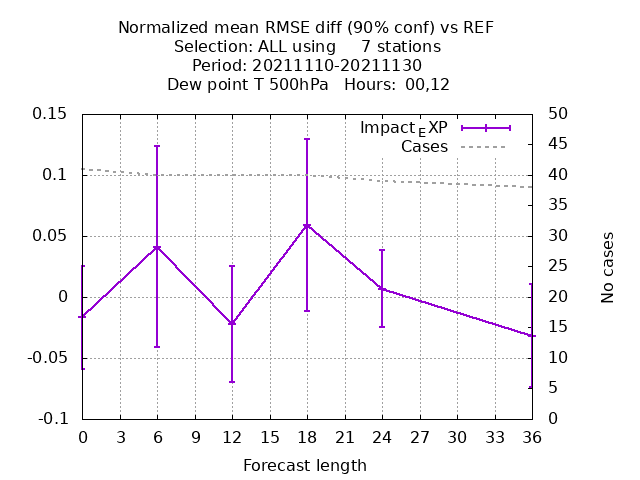 Normalized mean RMSE diff (90% conf) vs REF
Selection: ALL using     7 stations
Period: 20211110-20211130
Dew point T 500hPa   Hours:  00,12
Impact_EXP
Cases
0.15
0.1
0.05
0
-0.05
-0.1
50
45
40
35
30
25
20
15
10
5
0
No cases
0 3 6 9 12 15 18 21 24 27 30 33 36
Forecast length